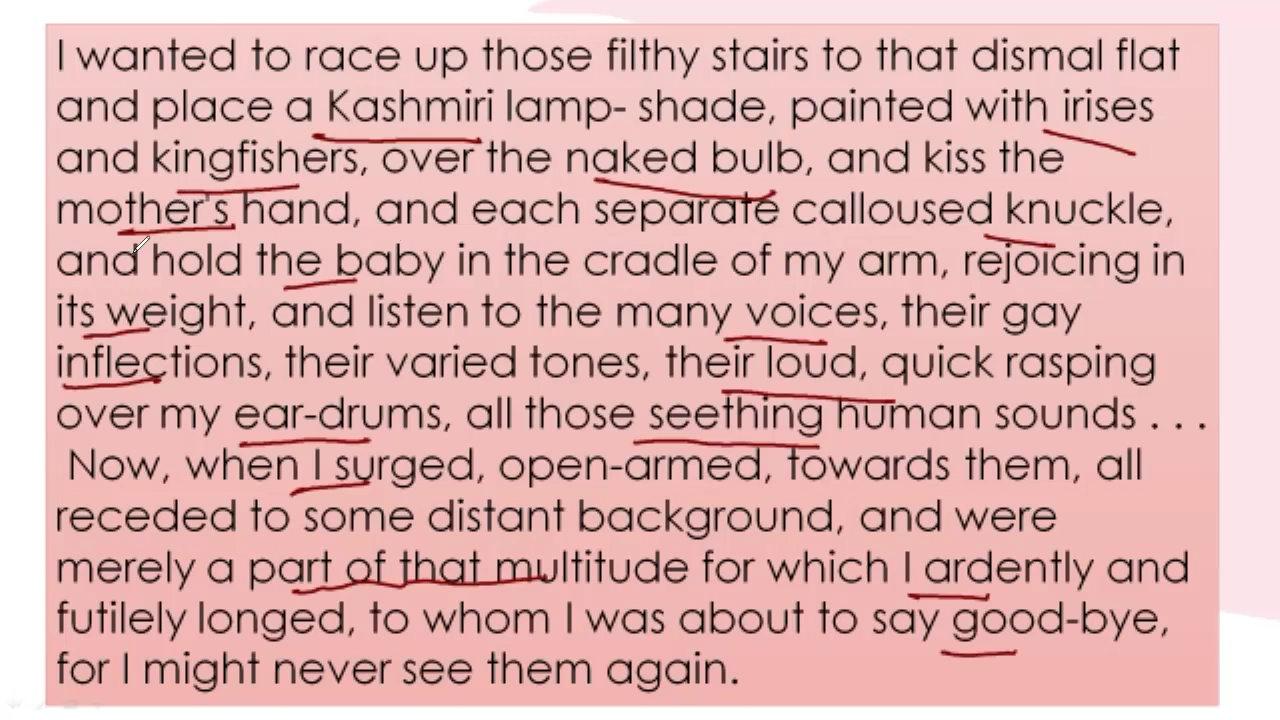 I wanted to race up those filthy stairs to that dismal flat
and place a Kashmiri lamp- shade, painted with irises
and kingfishers, over the naked bulb, and kiss the
mother's hand, and each separate calloused knuckle,
and hold the baby in the cradle of my arm, rejoicing in
its weight, and listen to the many voices, their gay
inflections, their varied tones, their loud, quick rasping
over my ear-drums, all those seething human sounds . . .
Now, when I surged, open-armed, towards them, all
receded to some distant background, and were
merely a part of that multitude for which I ardently and
futilely longed, to whom I was about to say good-bye,
for I might never see them again.